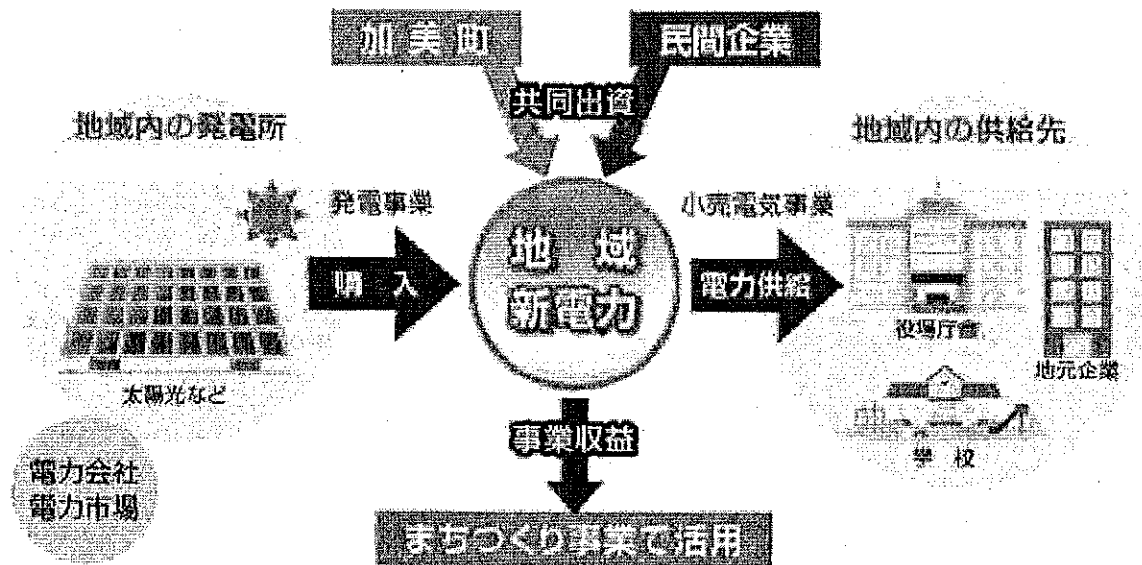 加美町
民間企業
共同出資
地域内の発電所
地域内の供給先
発電事業
小売電気事業
購入
地域
新電力
電力供給
役場庁舎
地元企業
太陽光など
学校
事業収益
電力会社
電力市場
まちづくり事業で活用